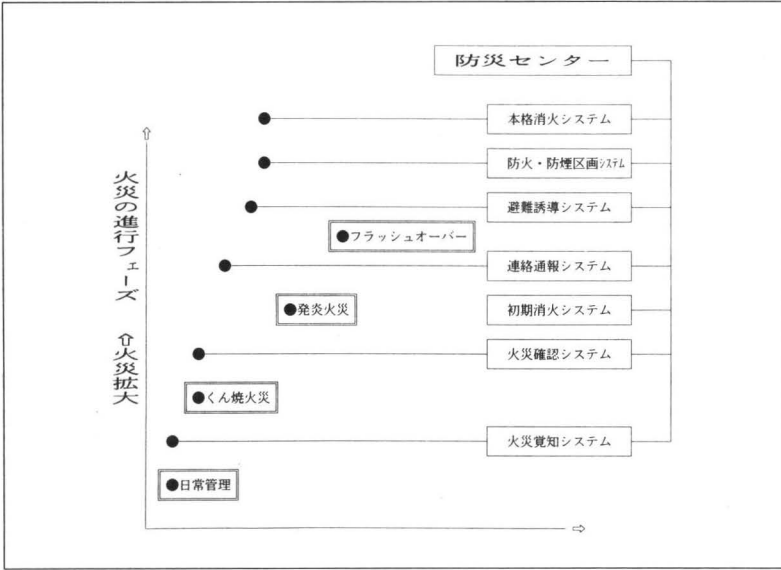 防災センター
本格消火システム
防火・防煙区画システム
避難誘導システム
●フラッシュオーバー
連絡通報システム
●発炎火災
初期消火システム
火災確認システム
●くん焼火災
火災覚知システム
●日常管理
火災の進行フェーズ ⇧火災拡大